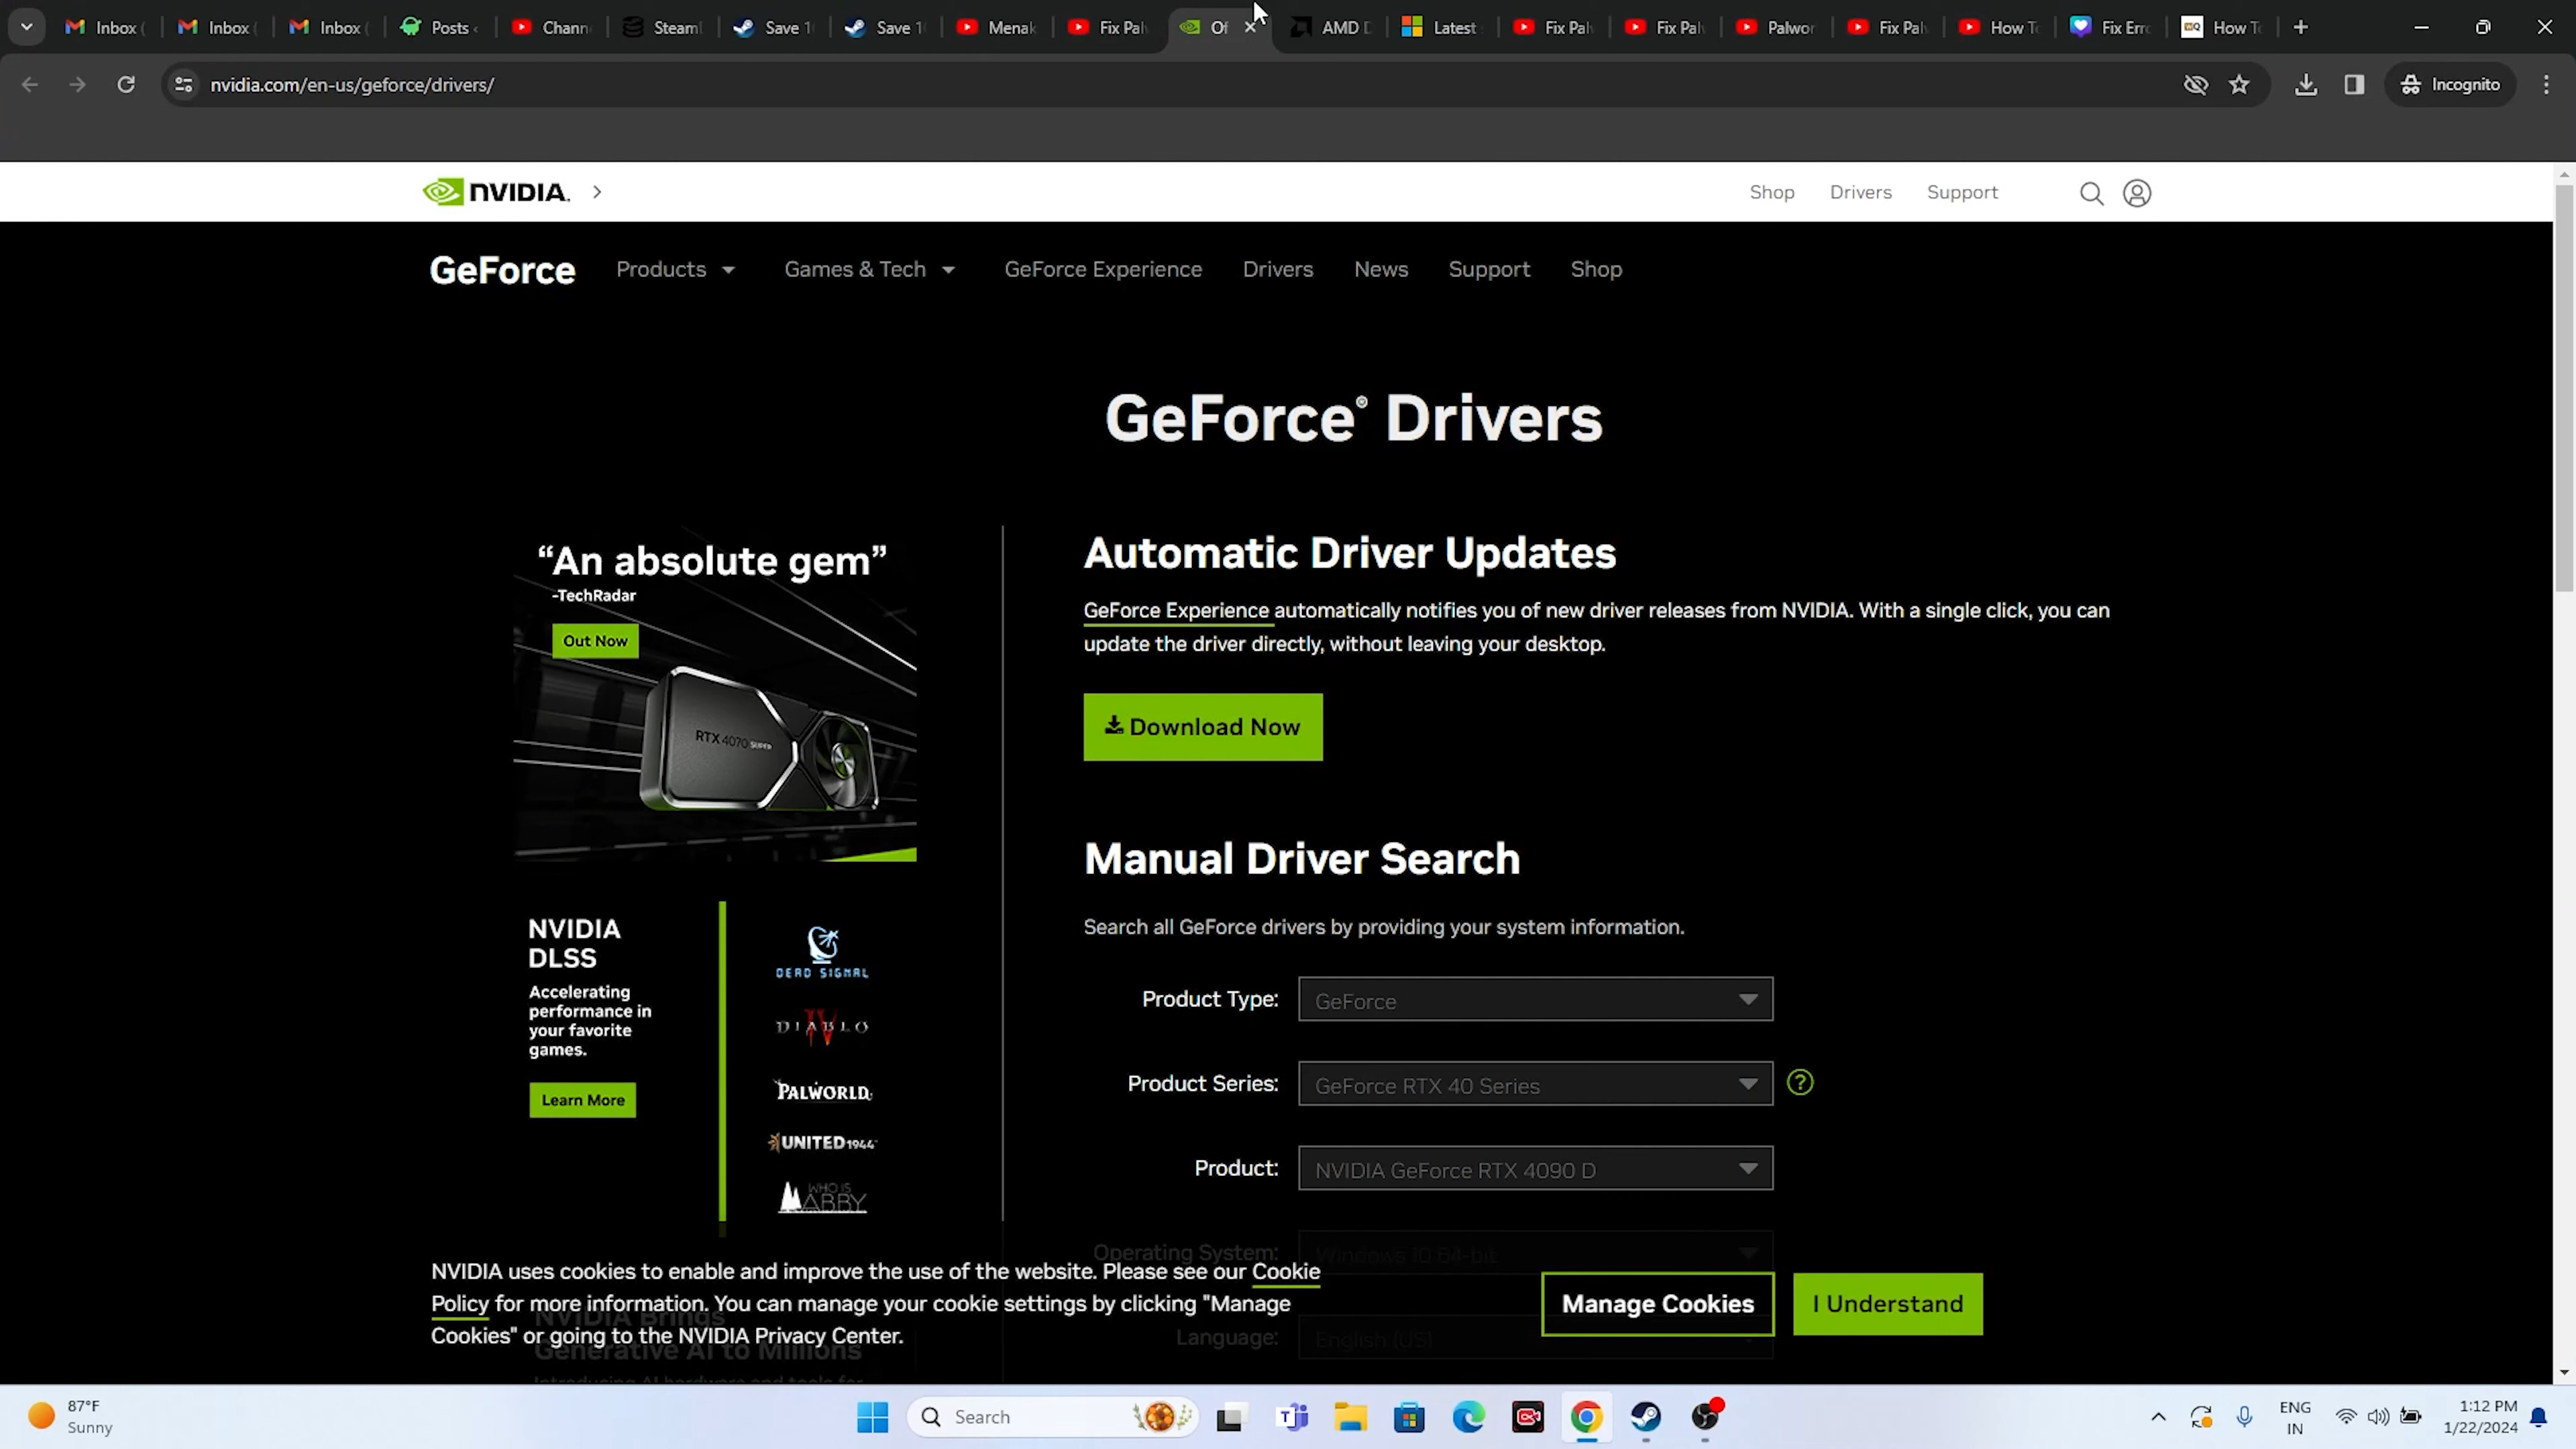 Inbox (
Inbox (
Inbox (
Posts
Chann
SteamI
Save 1
Save 1
Menak
Fix Pal
Of
AMD D
Latest
Fix Pal
Fix Pal
Palwor
Fix Pal
How To
Fix Erro
How To
nvidia.com/en-us/geforce/drivers/
Incognito
NVIDIA.
Shop
Drivers
Support
GeForce
Products
Games & Tech
GeForce Experience
Drivers
News
Support
Shop
GeForce® Drivers
“An absolute gem”
-TechRadar
Out Now
RTX 4070 SUPER
NVIDIA
DLSS
Accelerating
performance in
your favorite
games.
Learn More
DEAD SIGNAL
DIABLO IV
PALWORLD
UNITED 1944
WHO IS
ABBY
Automatic Driver Updates
GeForce Experience automatically notifies you of new driver releases from NVIDIA. With a single click, you can
update the driver directly, without leaving your desktop.
Download Now
Manual Driver Search
Search all GeForce drivers by providing your system information.
Product Type:
GeForce
Product Series:
GeForce RTX 40 Series
?
Product:
NVIDIA GeForce RTX 4090 D
Operating System:
Windows 10 64-bit
Language:
English (US)
NVIDIA Brings
Generative AI to Millions
Introducing AI hardware and tools for
NVIDIA uses cookies to enable and improve the use of the website. Please see our Cookie
Policy for more information. You can manage your cookie settings by clicking "Manage
Cookies" or going to the NVIDIA Privacy Center.
Manage Cookies
I Understand
87°F
Sunny
Search
ENG
IN
1:12 PM
1/22/2024